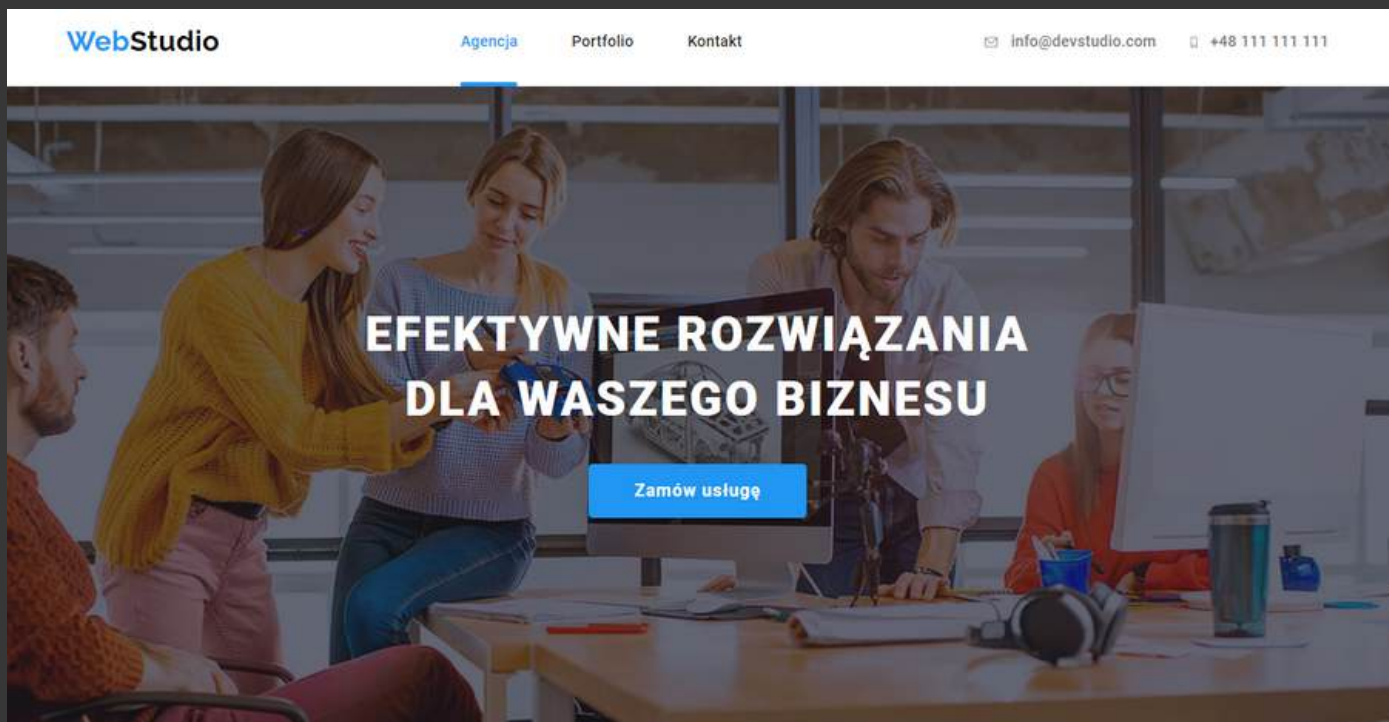 WebStudio
Agencja
Portfolio
Kontakt
info@devstudio.com
+48 111 111 111
EFEKTYWNE ROZWIĄZANIA
DLA WASZEGO BIZNESU
Zamów usługę